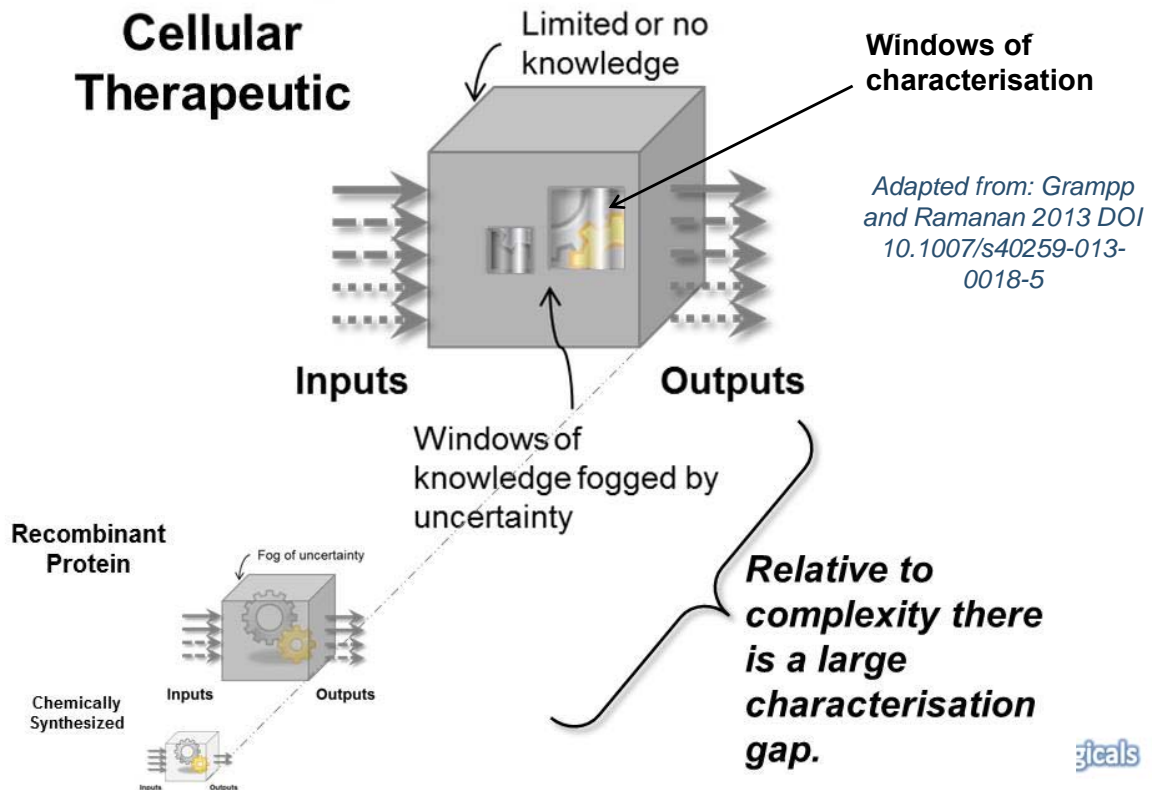 Cellular
Therapeutic
Limited or no
knowledge
Windows of
characterisation
Adapted from: Grampp
and Ramanan 2013 DOI
10.1007/s40259-013-
0018-5
Inputs
Outputs
Windows of
knowledge fogged by
uncertainty
Recombinant
Protein
Fog of uncertainty
Inputs
Outputs
Chemically
Synthesized
Inputs
Outputs
Relative to
complexity there
is a large
characterisation
gap.
gicals